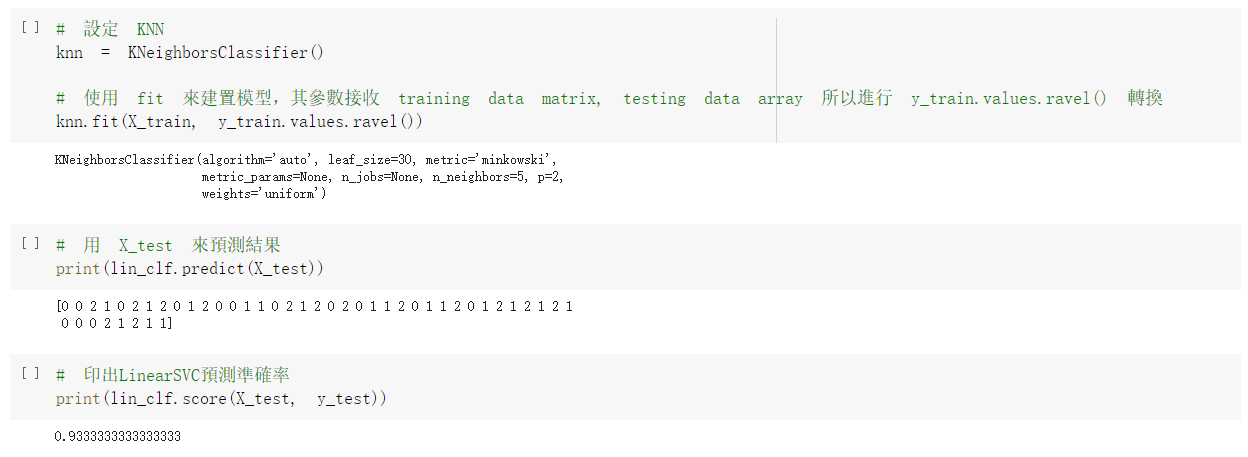 [ ] # 設定 KNN
knn = KNeighborsClassifier()
# 使用 fit 來建置模型，其參數接收 training data matrix, testing data array 所以進行 y_train.values.ravel() 轉換
knn.fit(X_train, y_train.values.ravel())
KNeighborsClassifier(algorithm='auto', leaf_size=30, metric='minkowski',
metric_params=None, n_jobs=None, n_neighbors=5, p=2,
weights='uniform')
[ ] # 用 X_test 來預測結果
print(lin_clf.predict(X_test))
[0 0 2 1 0 2 1 2 0 1 2 0 0 1 1 0 2 1 2 0 2 0 1 1 2 0 1 1 2 0 1 2 1 2 1 2 1
0 0 0 2 1 2 1 1]
[ ] # 印出LinearSVC預測準確率
print(lin_clf.score(X_test, y_test))
0.9333333333333333